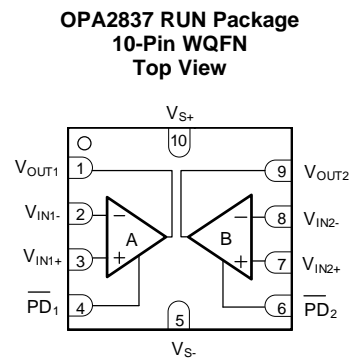 OPA2837 RUN Package
10-Pin WQFN
Top View
VS+
10
VOUT1 1
9 VOUT2
VIN1- 2 −
− 8 VIN2-
A
B
VIN1+ 3 +
+ 7 VIN2+
PD1 4
6 PD2
5
VS-